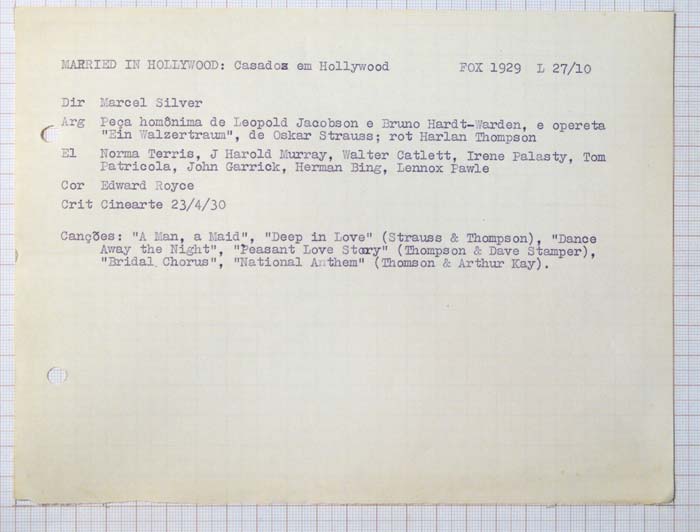 MARRIED IN HOLLYWOOD: Casados em Hollywood FOX 1929 L 27/10
Dir Marcel Silver
Arg Peça homônima de Leopold Jacobson e Bruno Hardt-Warden, e opereta
"Ein Walzertraum", de Oskar Strauss; rot Harlan Thompson
El Norma Terris, J Harold Murray, Walter Catlett, Irene Palasty, Tom
Patricola, John Garrick, Herman Bing, Lennox Pawle
Cor Edward Royce
Crit Cinearte 23/4/30
Canções: "A Man, a Maid", "Deep in Love" (Strauss & Thompson), "Dance
Away the Night", "Peasant Love Story" (Thompson & Dave Stamper),
"Bridal Chorus", "National Anthem" (Thomson & Arthur Kay).